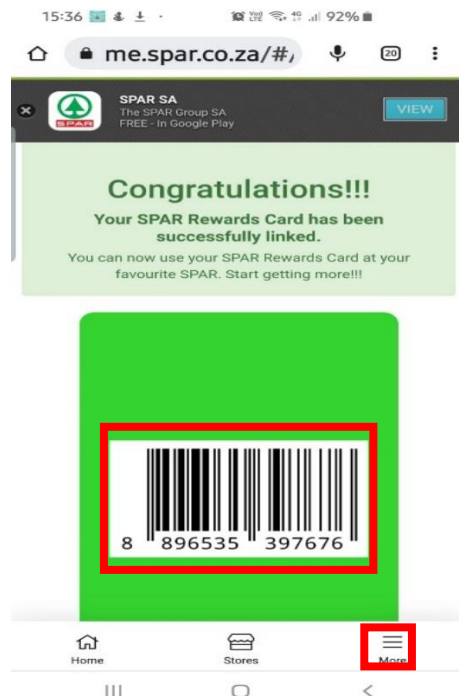 15:36 92%
me.spar.co.za/#/ 20
SPAR
SPAR SA
The SPAR Group SA
FREE - In Google Play
VIEW
Congratulations!!!
Your SPAR Rewards Card has been
successfully linked.
You can now use your SPAR Rewards Card at your
favourite SPAR. Start getting more!!!
8 896535 397676
Home Stores More